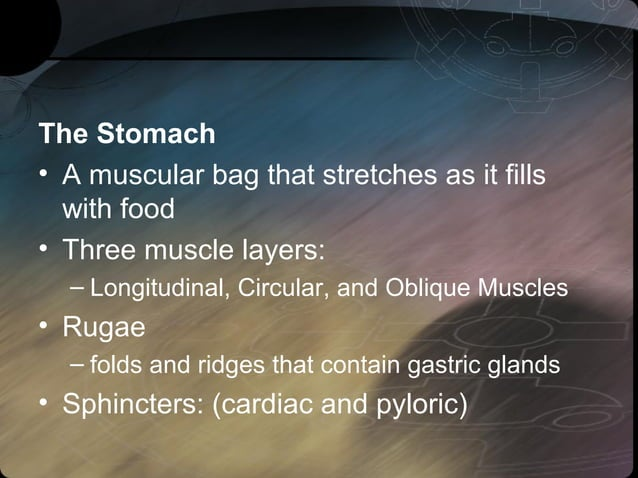 The Stomach
• A muscular bag that stretches as it fills
with food
• Three muscle layers:
– Longitudinal, Circular, and Oblique Muscles
• Rugae
– folds and ridges that contain gastric glands
• Sphincters: (cardiac and pyloric)